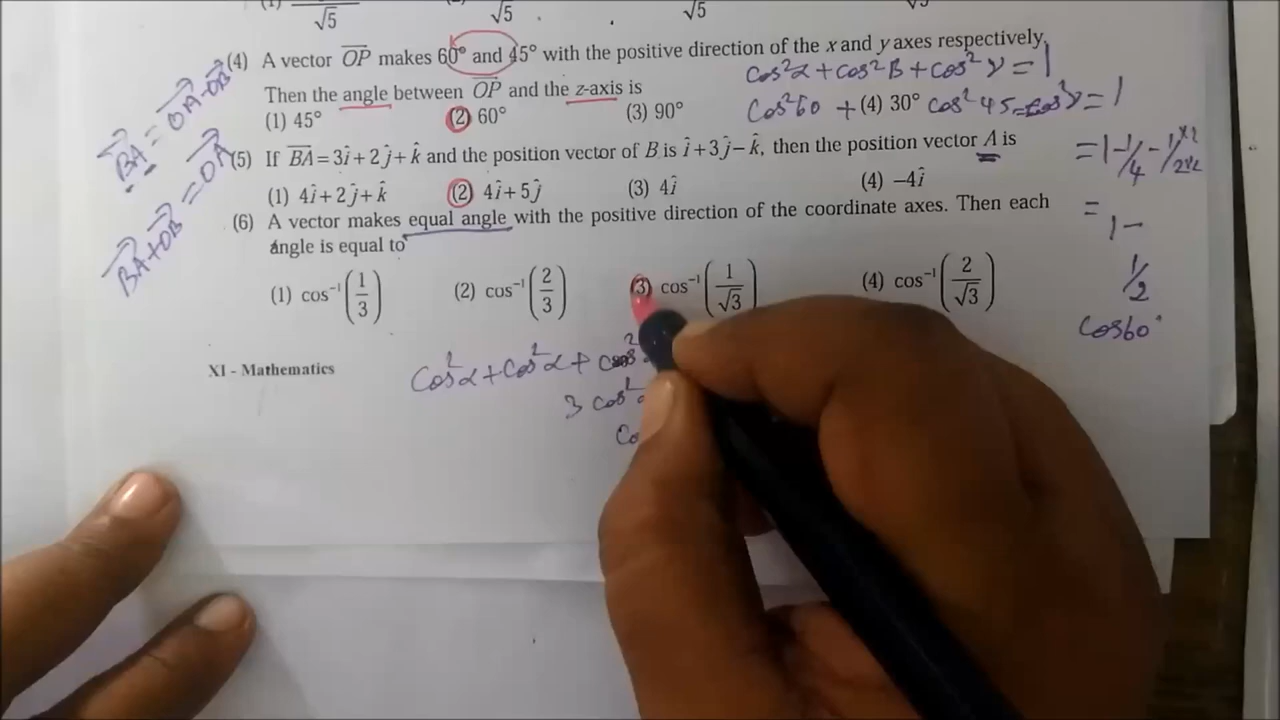 √5 √5 √5
(4) A vector OP makes 60° and 45° with the positive direction of the x and y axes respectively.
Then the angle between OP and the z-axis is
(1) 45° (2) 60° (3) 90° (4) 30°
cos²α + cos²β + cos²γ = 1
cos²60 + cos²45 = 1
BA = OA - OB
BA + OB = OA
(5) If BA = 3î + 2ĵ + k̂ and the position vector of B is î + 3ĵ − k̂, then the position vector A is
(1) 4î + 2ĵ + k̂ (2) 4î + 5ĵ (3) 4î (4) −4î
= 1 - 1/4 - 1/2
= 1 -
1/2
cos60°
(6) A vector makes equal angle with the positive direction of the coordinate axes. Then each
angle is equal to
(1) cos⁻¹(1/3) (2) cos⁻¹(2/3) (3) cos⁻¹(1/√3) (4) cos⁻¹(2/√3)
cos²α + cos²α + cos²
3 cos²
Co
XI - Mathematics